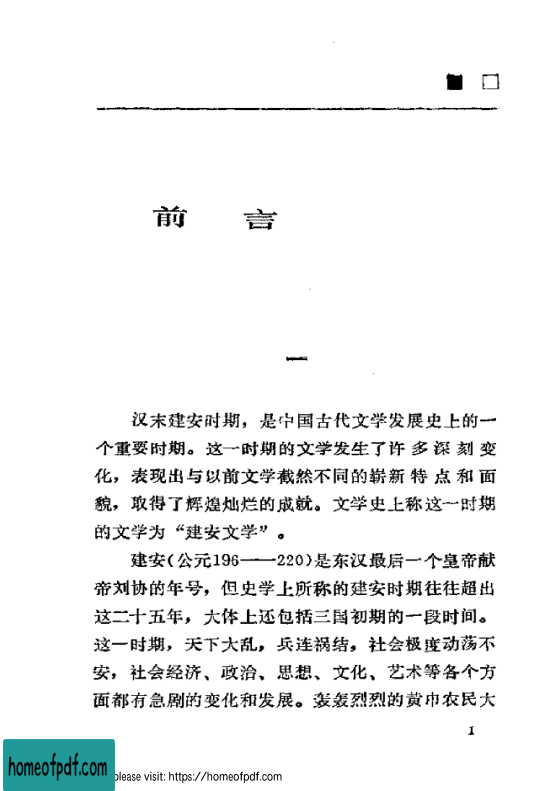 前 言
一
汉末建安时期，是中国古代文学发展史上的一
个重要时期。这一时期的文学发生了许多深刻变
化，表现出与以前文学截然不同的崭新特点和面
貌，取得了辉煌灿烂的成就。文学史上称这一时期
的文学为“建安文学”。
建安(公元196——220)是东汉最后一个皇帝献
帝刘协的年号，但史学上所称的建安时期往往超出
这二十五年，大体上还包括三国初期的一段时间。
这一时期，天下大乱，兵连祸结，社会极度动荡不
安，社会经济、政治、思想、文化、艺术等各个方
面都有急剧的变化和发展。轰轰烈烈的黄巾农民大
1
homeofpdf.com
please visit: https://homeofpdf.com